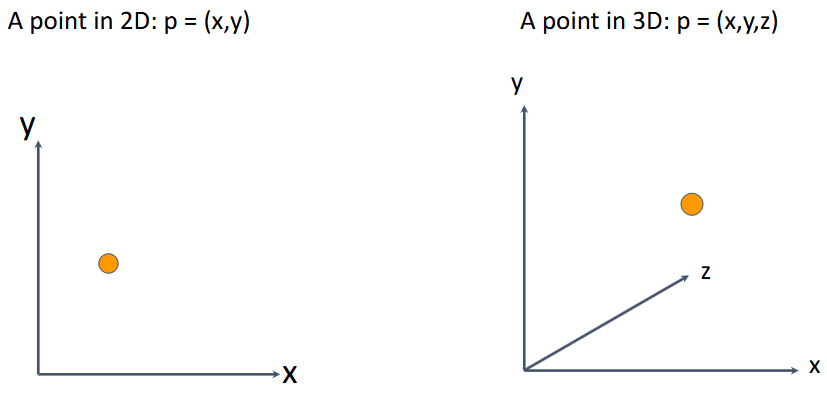 A point in 2D: p = (x,y)
y
x
A point in 3D: p = (x,y,z)
y
z
x